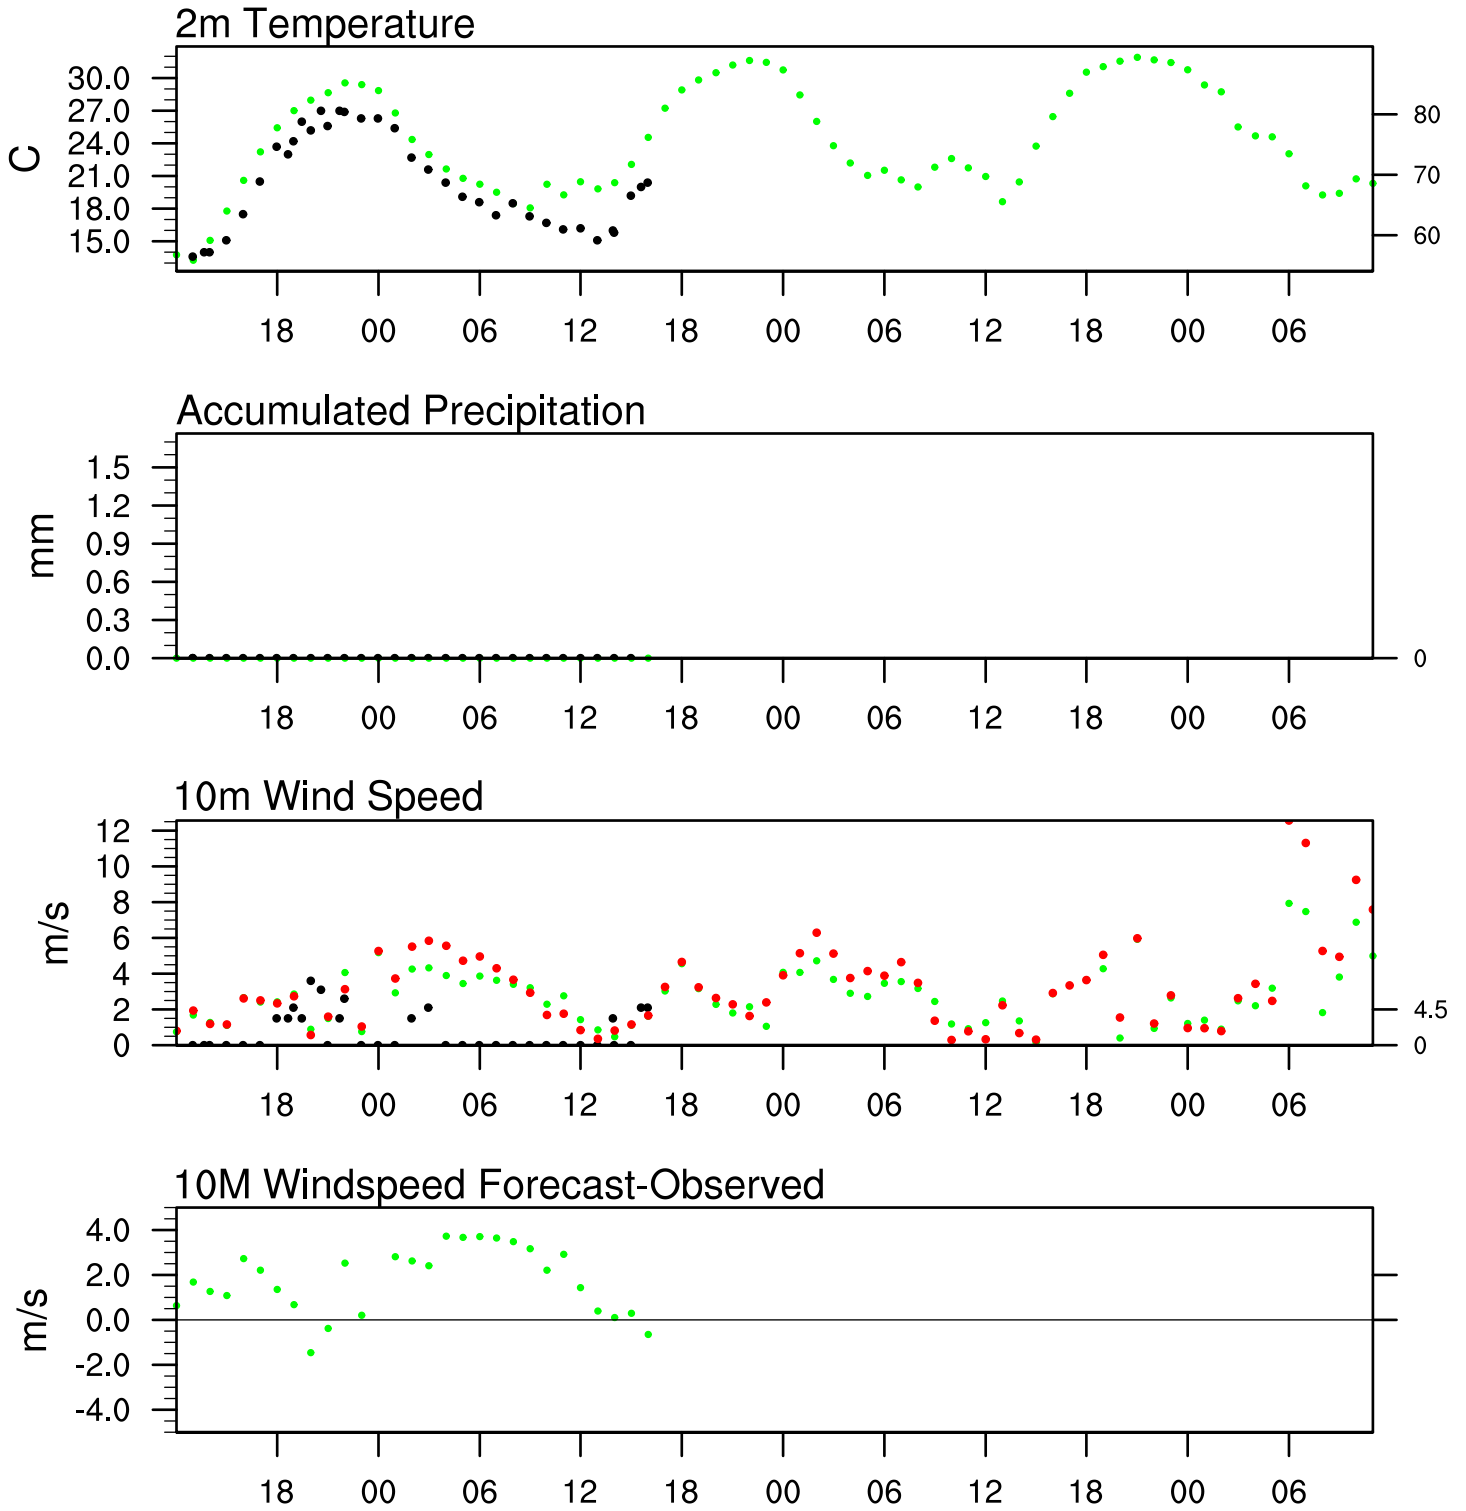 2m Temperature
C
30.0
27.0
24.0
21.0
18.0
15.0
80
70
60
18 00 06 12 18 00 06 12 18 00 06
Accumulated Precipitation
mm
1.5
1.2
0.9
0.6
0.3
0.0
0
18 00 06 12 18 00 06 12 18 00 06
10m Wind Speed
m/s
12
10
8
6
4
2
0
4.5
0
18 00 06 12 18 00 06 12 18 00 06
10M Windspeed Forecast-Observed
m/s
4.0
2.0
0.0
-2.0
-4.0
18 00 06 12 18 00 06 12 18 00 06